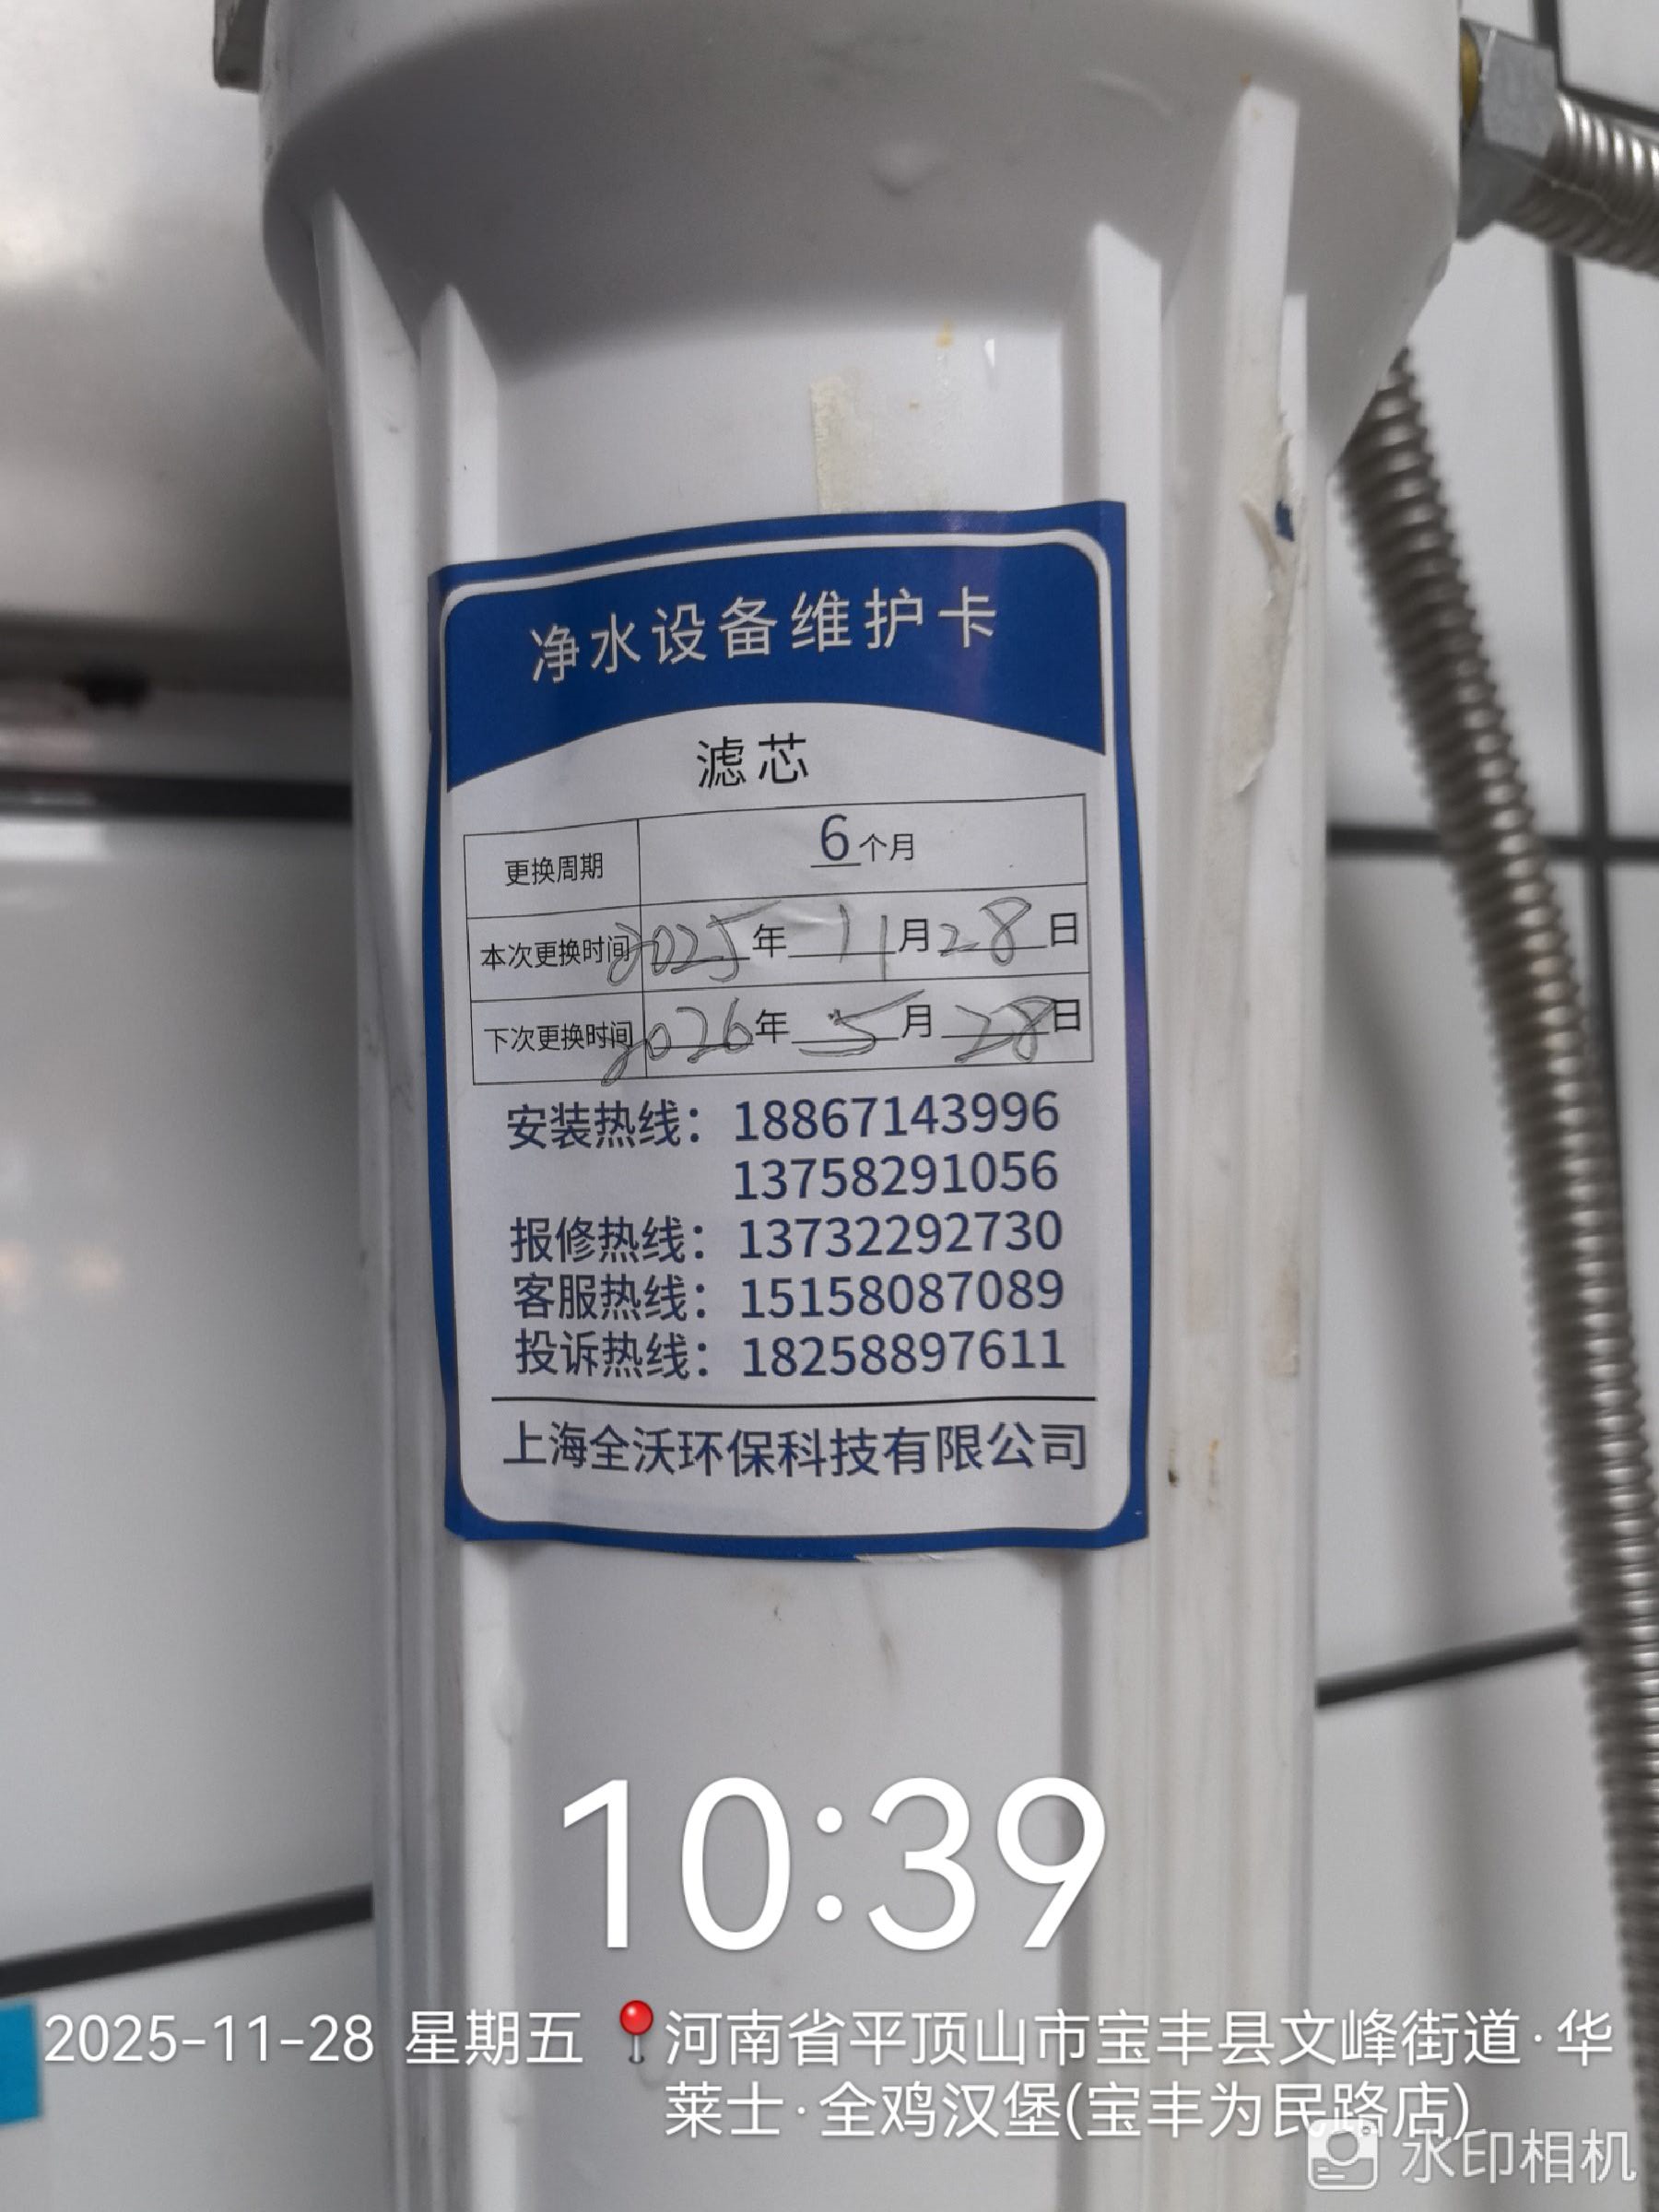 净水设备维护卡
滤芯
更换周期 6个月
本次更换时间 2025年11月28日
下次更换时间 2026年5月28日
安装热线：18867143996
13758291056
报修热线：13732292730
客服热线：15158087089
投诉热线：18258897611
上海全沃环保科技有限公司
10:39
2025-11-28 星期五 河南省平顶山市宝丰县文峰街道·华
莱士·全鸡汉堡(宝丰为民路店)
水印相机